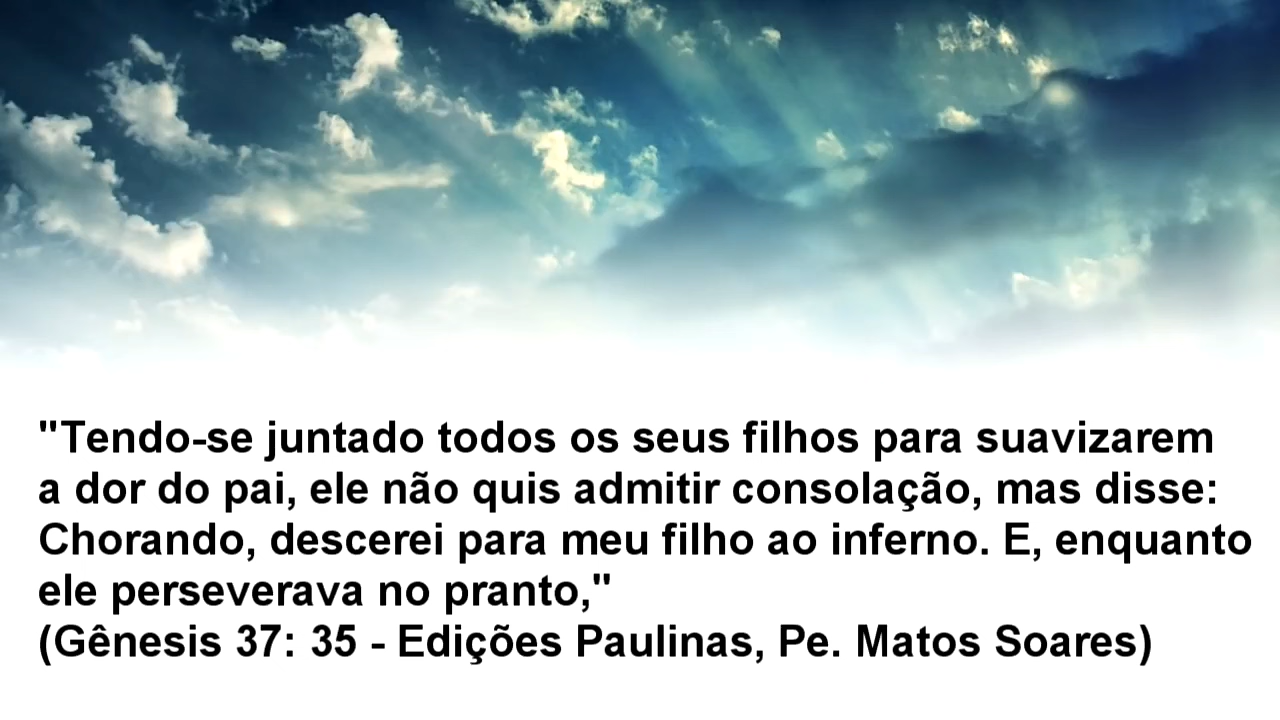 "Tendo-se juntado todos os seus filhos para suavizarem
a dor do pai, ele não quis admitir consolação, mas disse:
Chorando, descerei para meu filho ao inferno. E, enquanto
ele perseverava no pranto,"
(Gênesis 37: 35 - Edições Paulinas, Pe. Matos Soares)